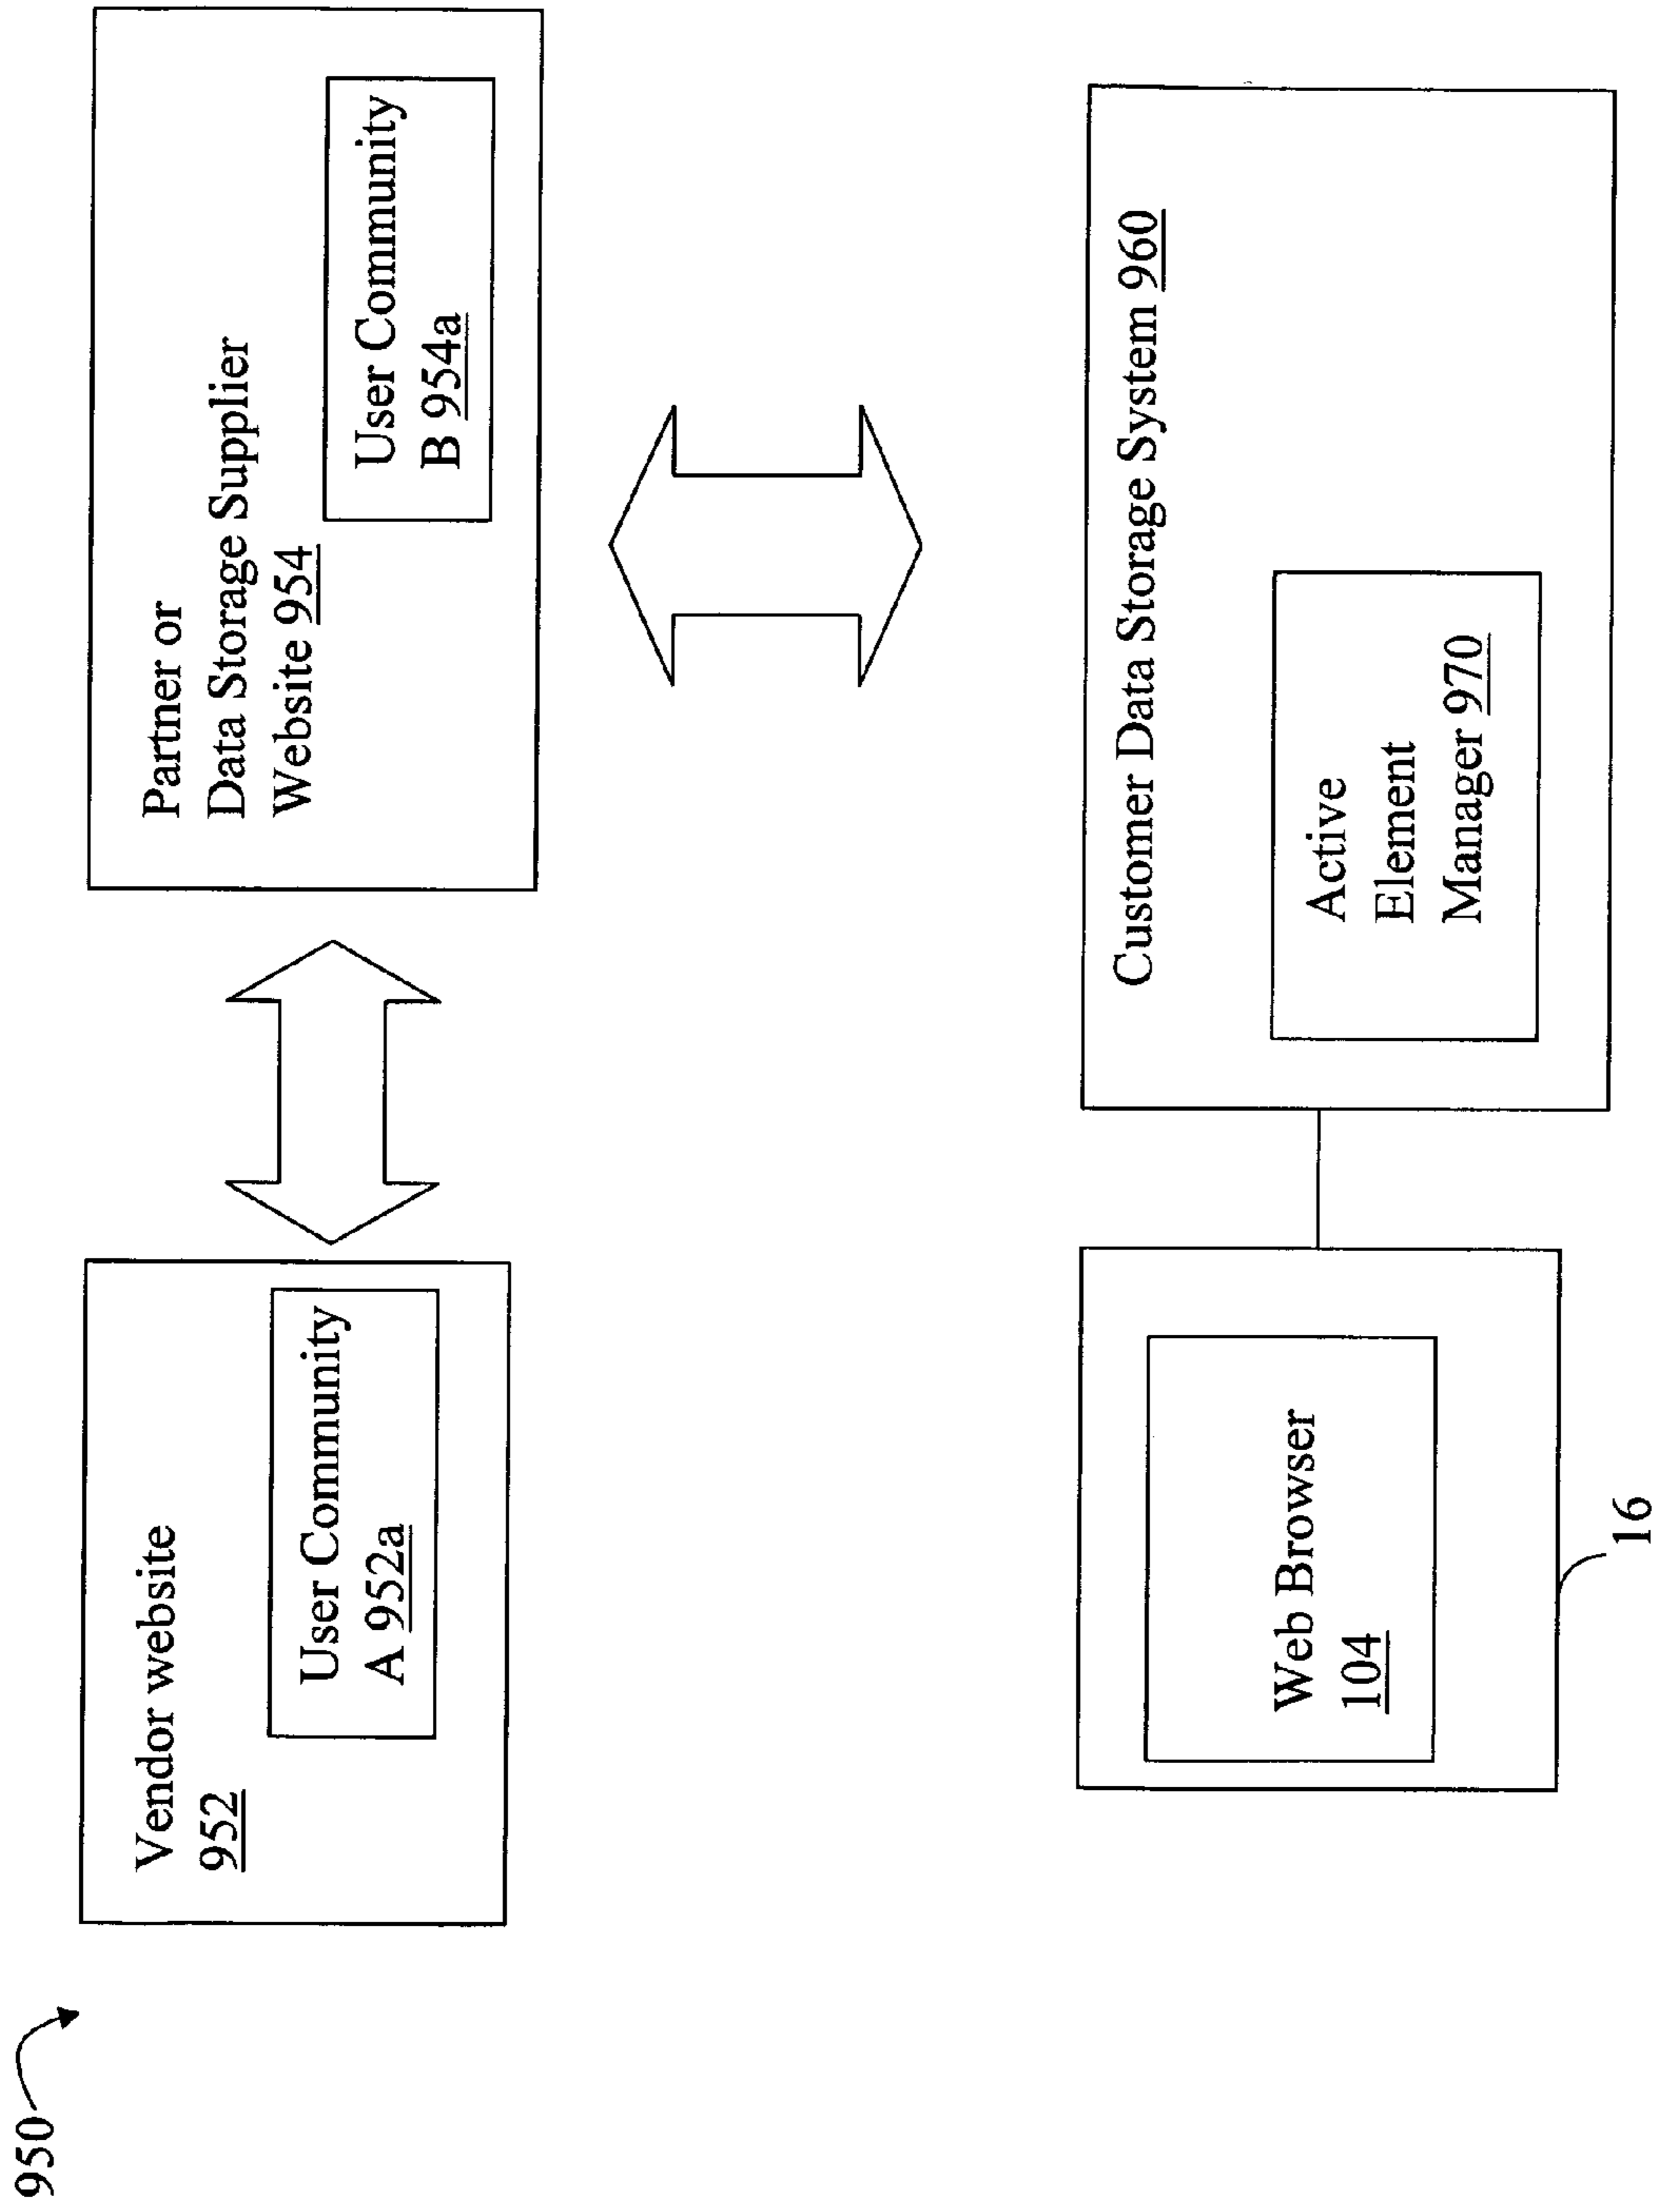 950
Vendor website
952
User Community
A 952a
Partner or
Data Storage Supplier
Website 954
User Community
B 954a
Web Browser
104
16
Customer Data Storage System 960
Active
Element
Manager 970